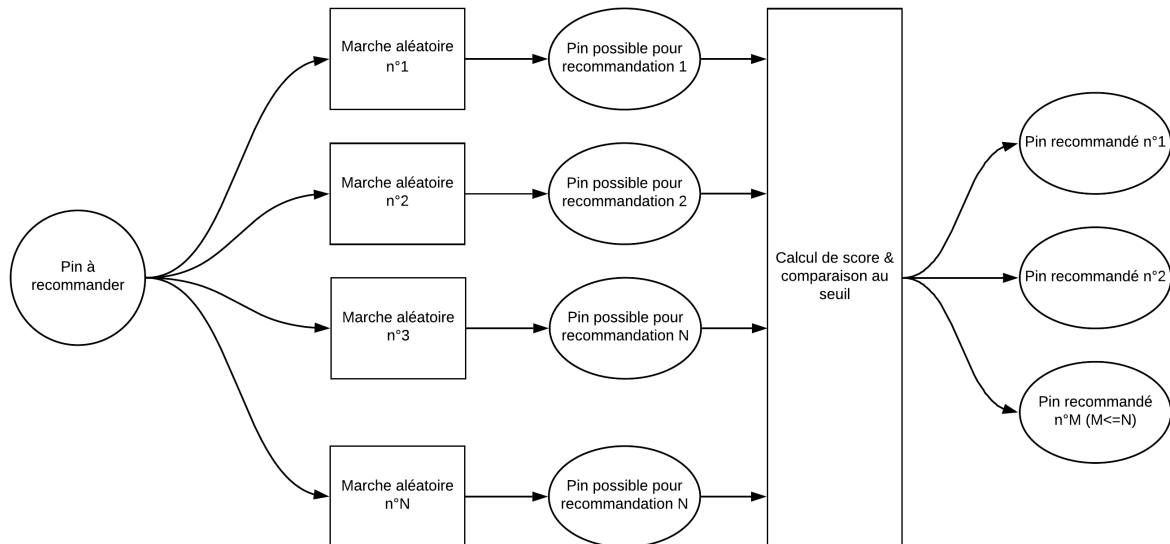 Pin à
recommander
Marche aléatoire
n°1
Pin possible pour
recommandation 1
Marche aléatoire
n°2
Pin possible pour
recommandation 2
Marche aléatoire
n°3
Pin possible pour
recommandation N
Marche aléatoire
n°N
Pin possible pour
recommandation N
Calcul de score &
comparaison au
seuil
Pin recommandé n°1
Pin recommandé n°2
Pin recommandé
n°M (M<=N)